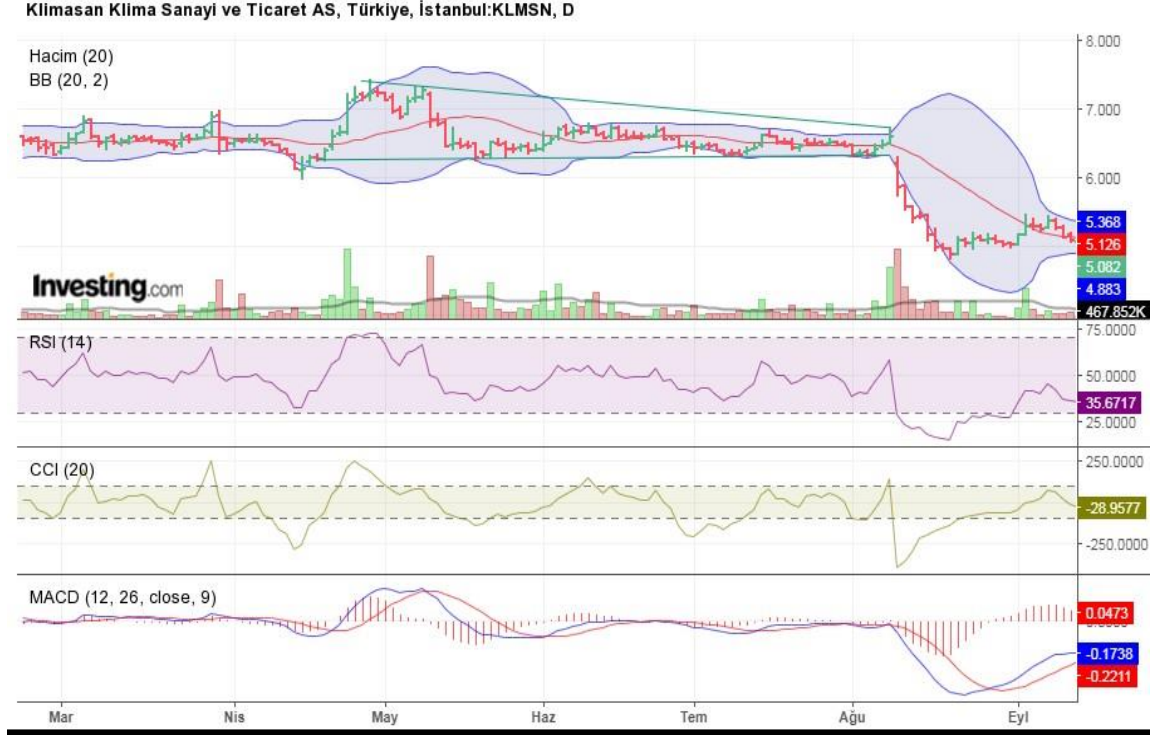 Klimasan Klima Sanayi ve Ticaret AS, Türkiye, İstanbul:KLMSN, D
8.000
Hacim (20)
BB (20, 2)
7.000
6.000
5.368
5.126
5.082
4.883
Investing.com
467.852K
75.0000
RSI (14)
50.0000
35.6717
25.0000
250.0000
CCI (20)
-28.9577
-250.0000
MACD (12, 26, close, 9)
0.0473
-0.1738
-0.2211
Mar Nis May Haz Tem Ağu Eyl